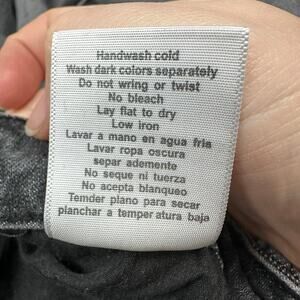 Handwash cold
Wash dark colors separately
Do not wring or twist
No bleach
Lay flat to dry
Low iron
Lavar a mano en agua fris
Lavar ropa oscura
separ ademente
No seque ni tuerza
No acepta blanqueo
Temder plano para secar
planchar a temper atura baja